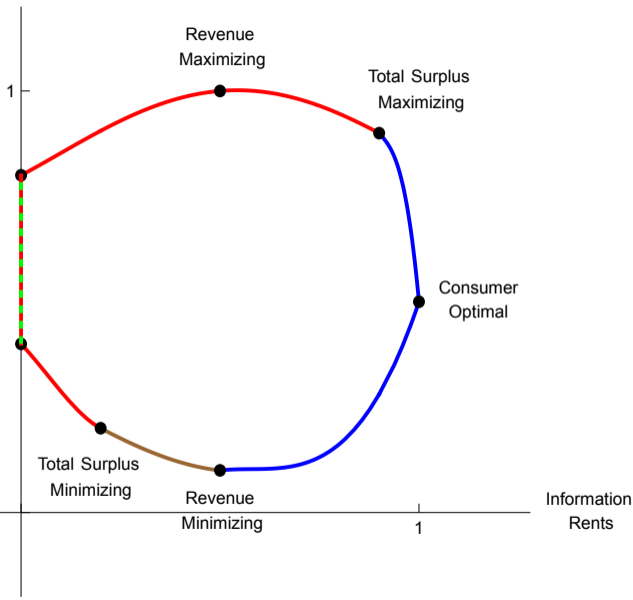 Revenue
Maximizing
Total Surplus
Maximizing
1
Consumer
Optimal
Total Surplus
Minimizing
Revenue
Minimizing
Information
Rents
1